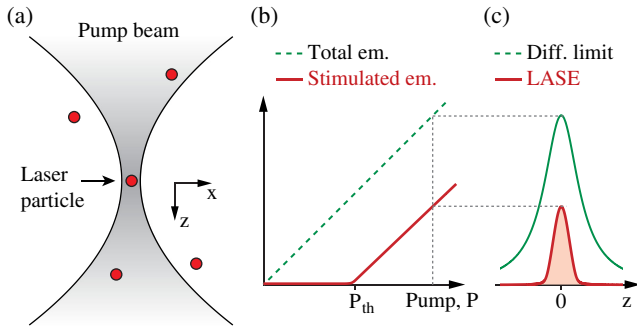 (a)
Pump beam
Laser
particle
x
z
(b)
Total em.
Stimulated em.
P_th
Pump, P
(c)
Diff. limit
LASE
0
z